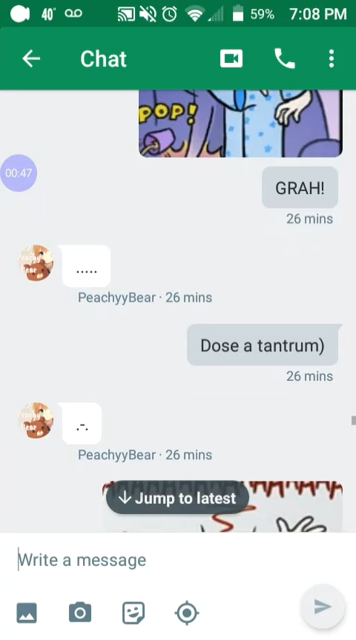 40° 59% 7:08 PM
Chat
POP!
00:47
GRAH!
26 mins
.....
PeachyyBear · 26 mins
Dose a tantrum)
26 mins
.-.
PeachyyBear · 26 mins
Jump to latest
Write a message